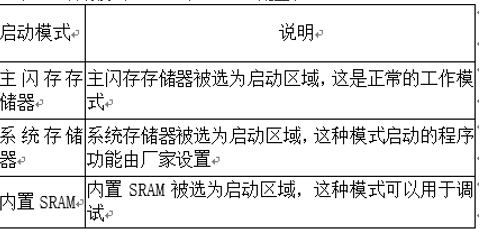 启动模式 说明
主闪存存储器 主闪存存储器被选为启动区域，这是正常的工作模式
系统存储器 系统存储器被选为启动区域，这种模式启动的程序功能由厂家设置
内置 SRAM 内置 SRAM 被选为启动区域，这种模式可以用于调试